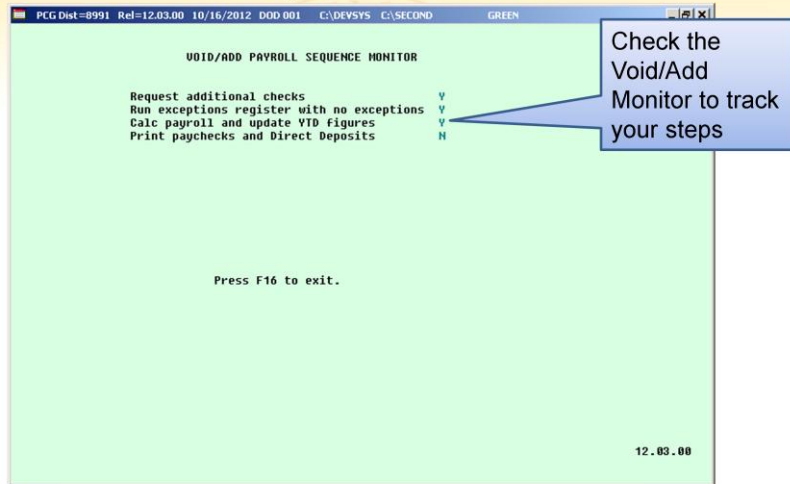 PCG Dist=8991 Rel=12.03.00 10/16/2012 DOD 001 C:\DEVSYS C:\SECOND GREEN
VOID/ADD PAYROLL SEQUENCE MONITOR
Request additional checks Y
Run exceptions register with no exceptions Y
Calc payroll and update YTD figures Y
Print paychecks and Direct Deposits N
Check the
Void/Add
Monitor to track
your steps
Press F16 to exit.
12.03.00